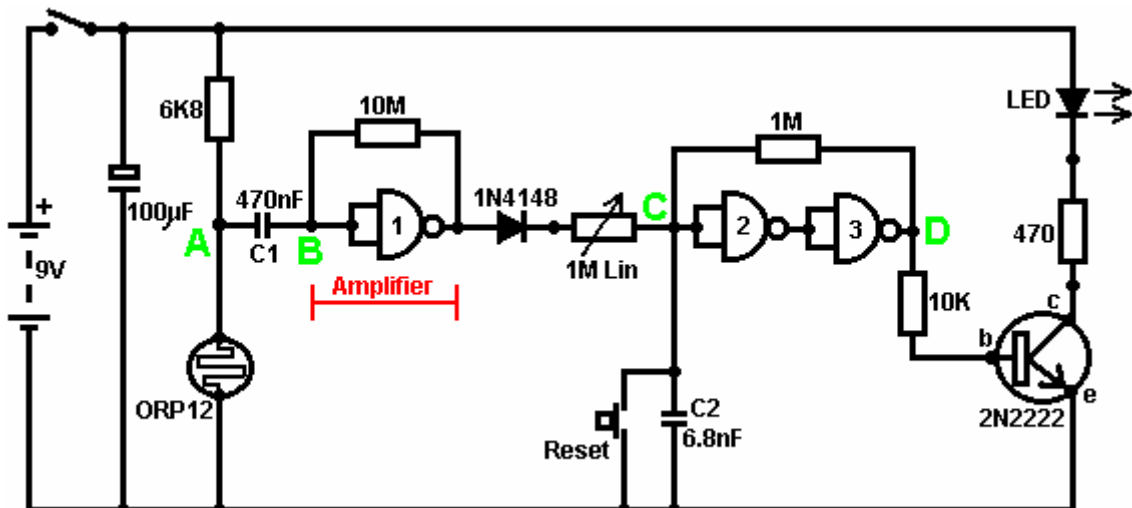 6K8
10M
LED
1M
+
100µF
470nF
1N4148
C
A
C1
B
1
2
3
D
470
9V
1M Lin
Amplifier
10K
c
b
ORP12
C2
e
6.8nF
2N2222
Reset